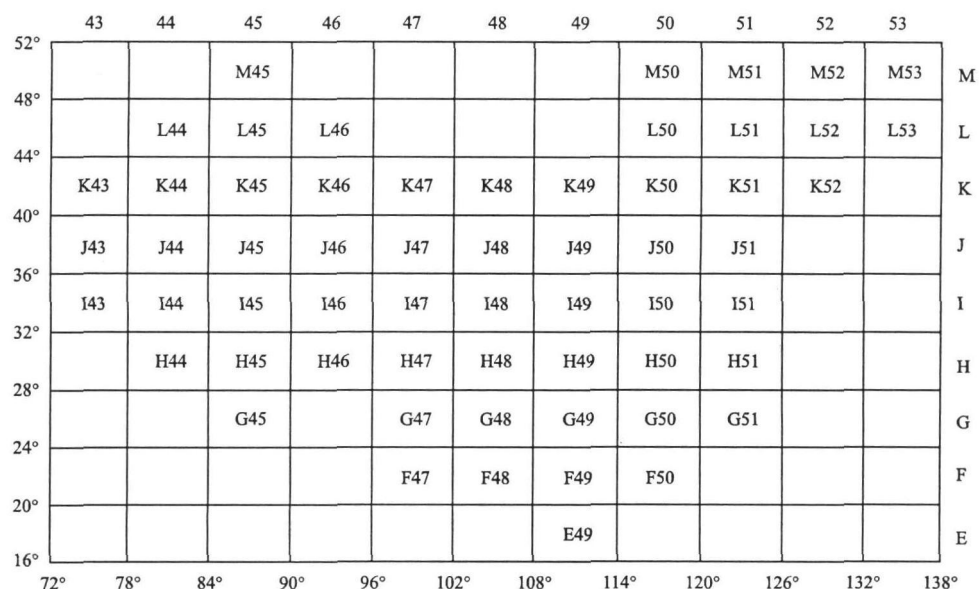 43 44 45 46 47 48 49 50 51 52 53
52°
M45 M50 M51 M52 M53 M
48°
L44 L45 L46 L50 L51 L52 L53 L
44°
K43 K44 K45 K46 K47 K48 K49 K50 K51 K52 K
40°
J43 J44 J45 J46 J47 J48 J49 J50 J51 J
36°
I43 I44 I45 I46 I47 I48 I49 I50 I51 I
32°
H44 H45 H46 H47 H48 H49 H50 H51 H
28°
G45 G47 G48 G49 G50 G51 G
24°
F47 F48 F49 F50 F
20°
E49 E
16°
72° 78° 84° 90° 96° 102° 108° 114° 120° 126° 132° 138°